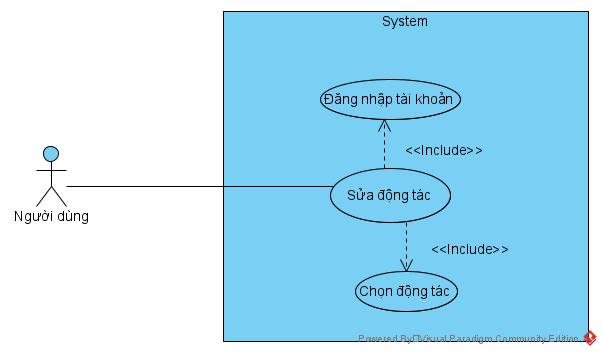 System
Đăng nhập tài khoản
<<Include>>
Sửa động tác
Người dùng
<<Include>>
Chọn động tác
Powered By Visual Paradigm Community Edition